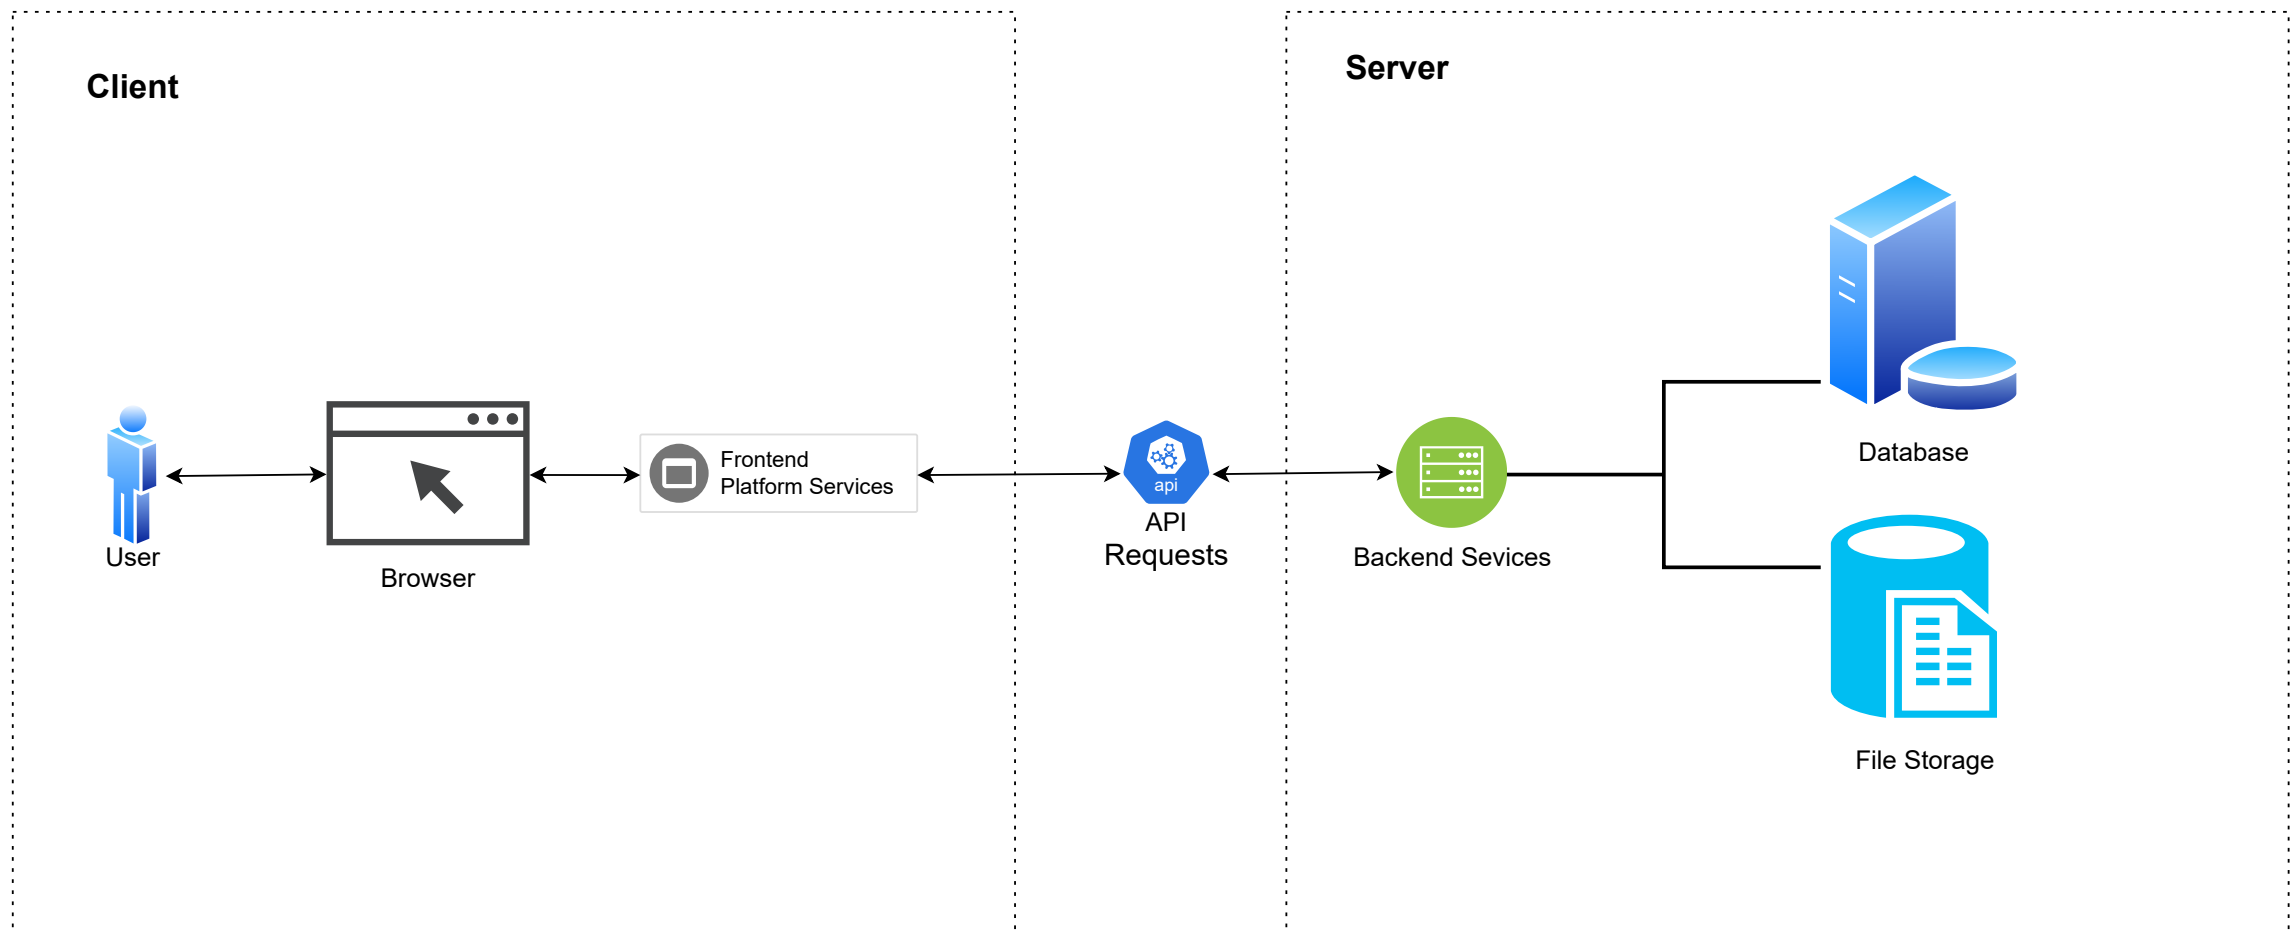 Client
Server
User
Browser
Frontend
Platform Services
api
API
Requests
Backend Sevices
Database
File Storage